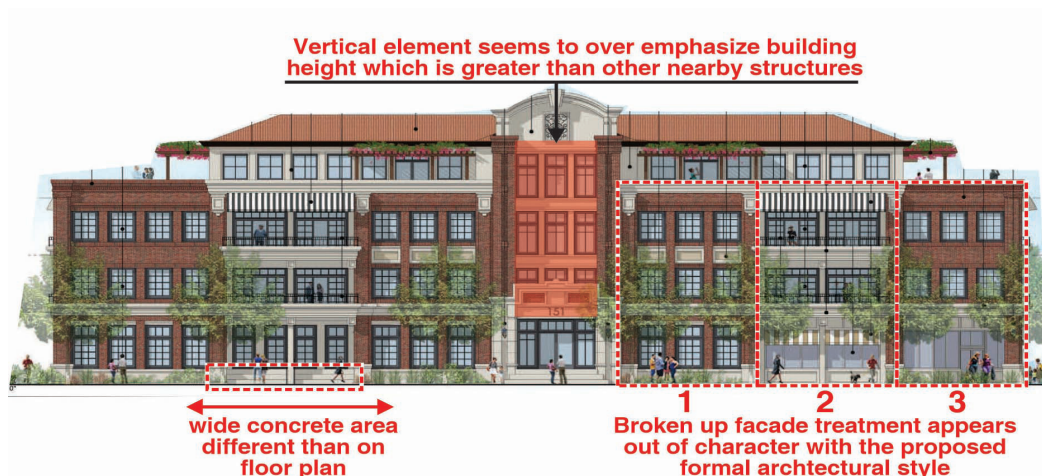 Vertical element seems to over emphasize building
height which is greater than other nearby structures
151
1
2
3
wide concrete area
different than on
floor plan
Broken up facade treatment appears
out of character with the proposed
formal archtectural style